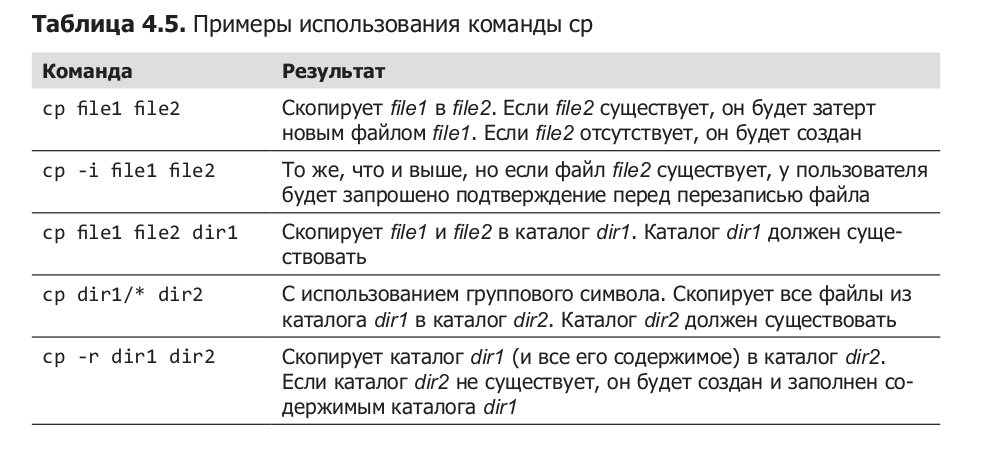 Таблица 4.5. Примеры использования команды cp
Команда Результат
cp file1 file2 Скопирует file1 в file2. Если file2 существует, он будет затерт
новым файлом file1. Если file2 отсутствует, он будет создан
cp -i file1 file2 То же, что и выше, но если файл file2 существует, у пользователя
будет запрошено подтверждение перед перезаписью файла
cp file1 file2 dir1 Скопирует file1 и file2 в каталог dir1. Каталог dir1 должен суще-
ствовать
cp dir1/* dir2 С использованием группового символа. Скопирует все файлы из
каталога dir1 в каталог dir2. Каталог dir2 должен существовать
cp -r dir1 dir2 Скопирует каталог dir1 (и все его содержимое) в каталог dir2.
Если каталог dir2 не существует, он будет создан и заполнен со-
держимым каталога dir1